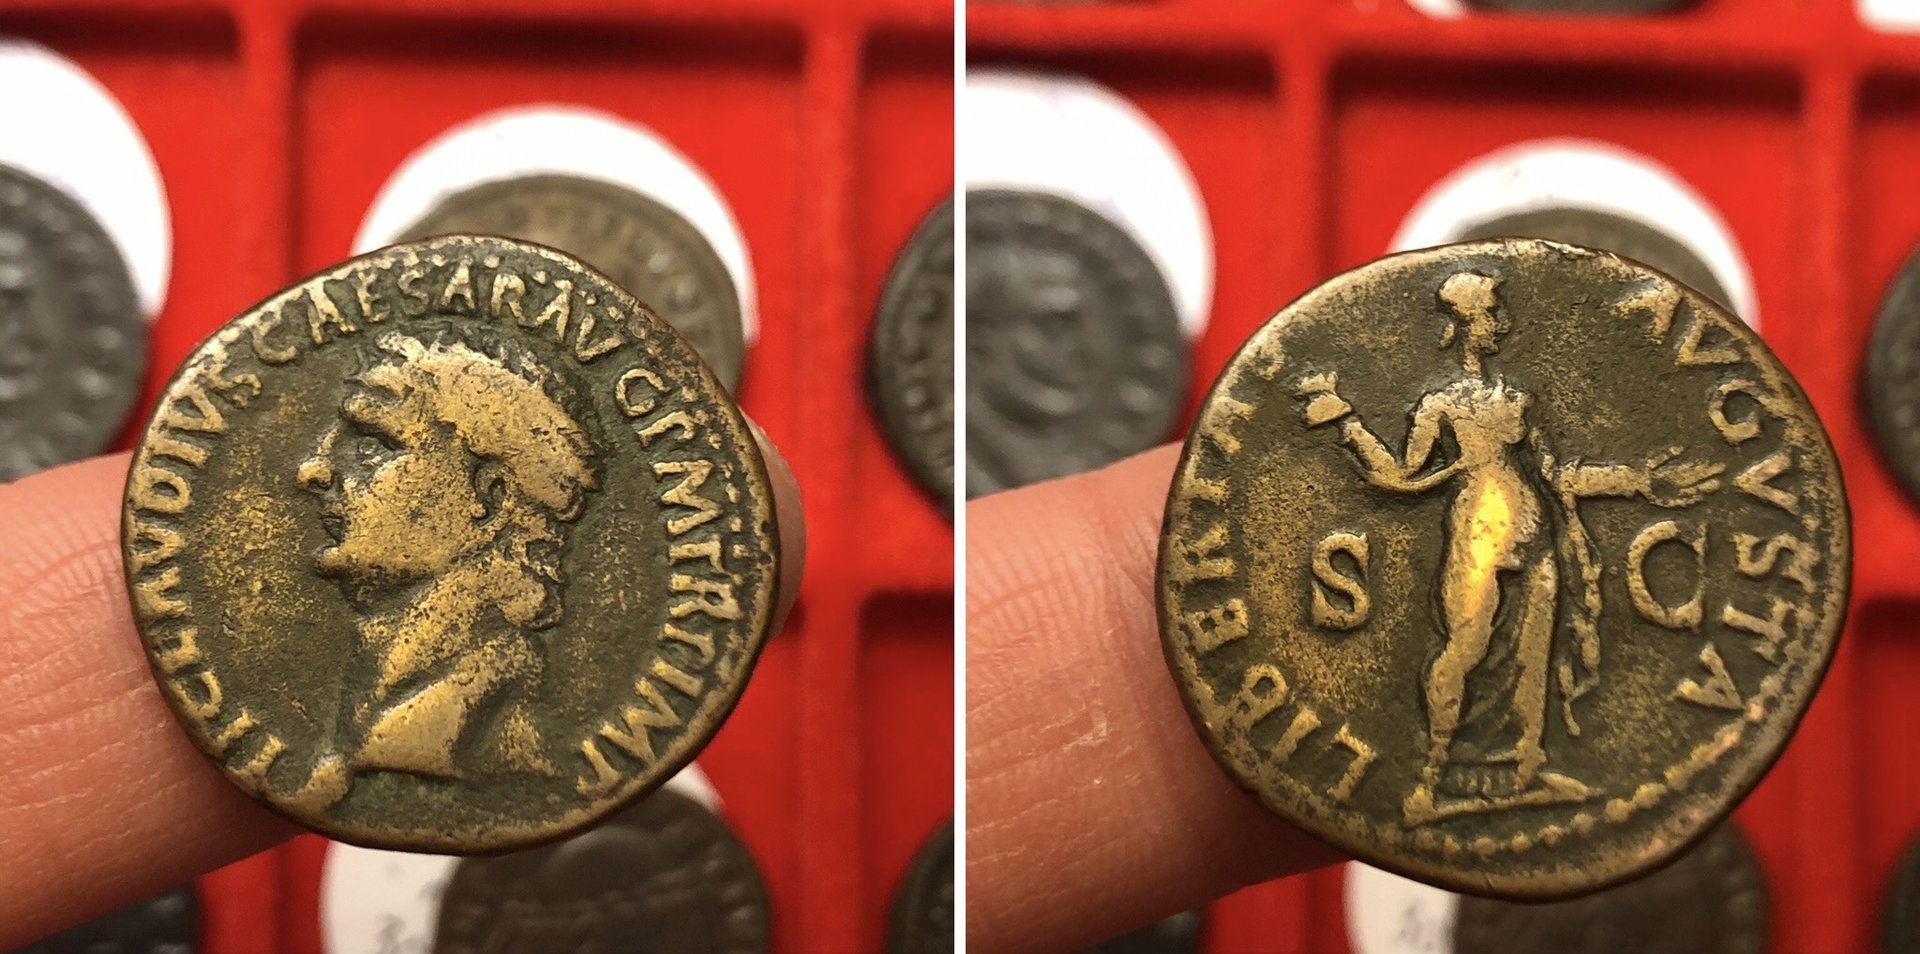 TI CLAVDIVS CAESAR AVG P M TR P IMP
LIBERTAS AVGVSTA
S C